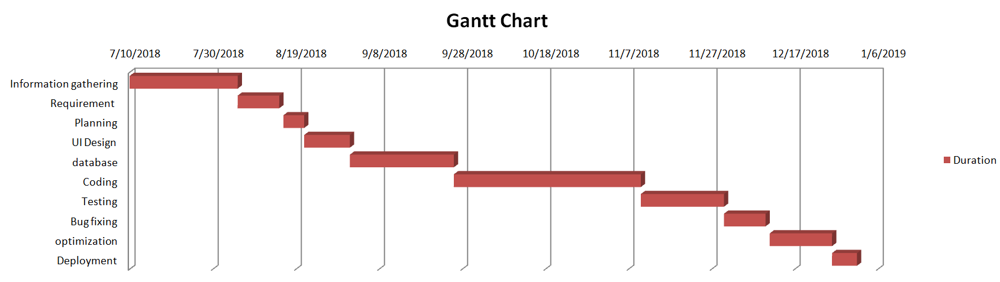 Gantt Chart
7/10/2018 7/30/2018 8/19/2018 9/8/2018 9/28/2018 10/18/2018 11/7/2018 11/27/2018 12/17/2018 1/6/2019
Information gathering
Requirement
Planning
UI Design
database
Duration
Coding
Testing
Bug fixing
optimization
Deployment